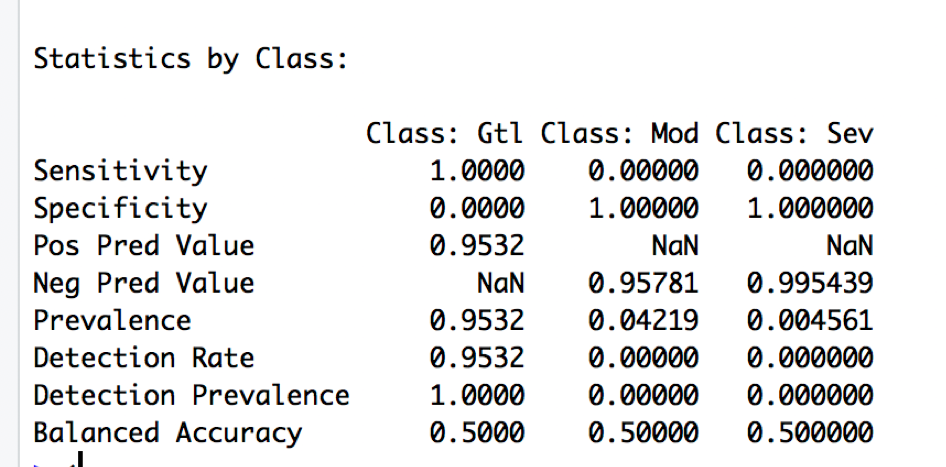 Statistics by Class:
Class: Gtl Class: Mod Class: Sev
Sensitivity 1.0000 0.00000 0.000000
Specificity 0.0000 1.00000 1.000000
Pos Pred Value 0.9532 NaN NaN
Neg Pred Value NaN 0.95781 0.995439
Prevalence 0.9532 0.04219 0.004561
Detection Rate 0.9532 0.00000 0.000000
Detection Prevalence 1.0000 0.00000 0.000000
Balanced Accuracy 0.5000 0.50000 0.500000